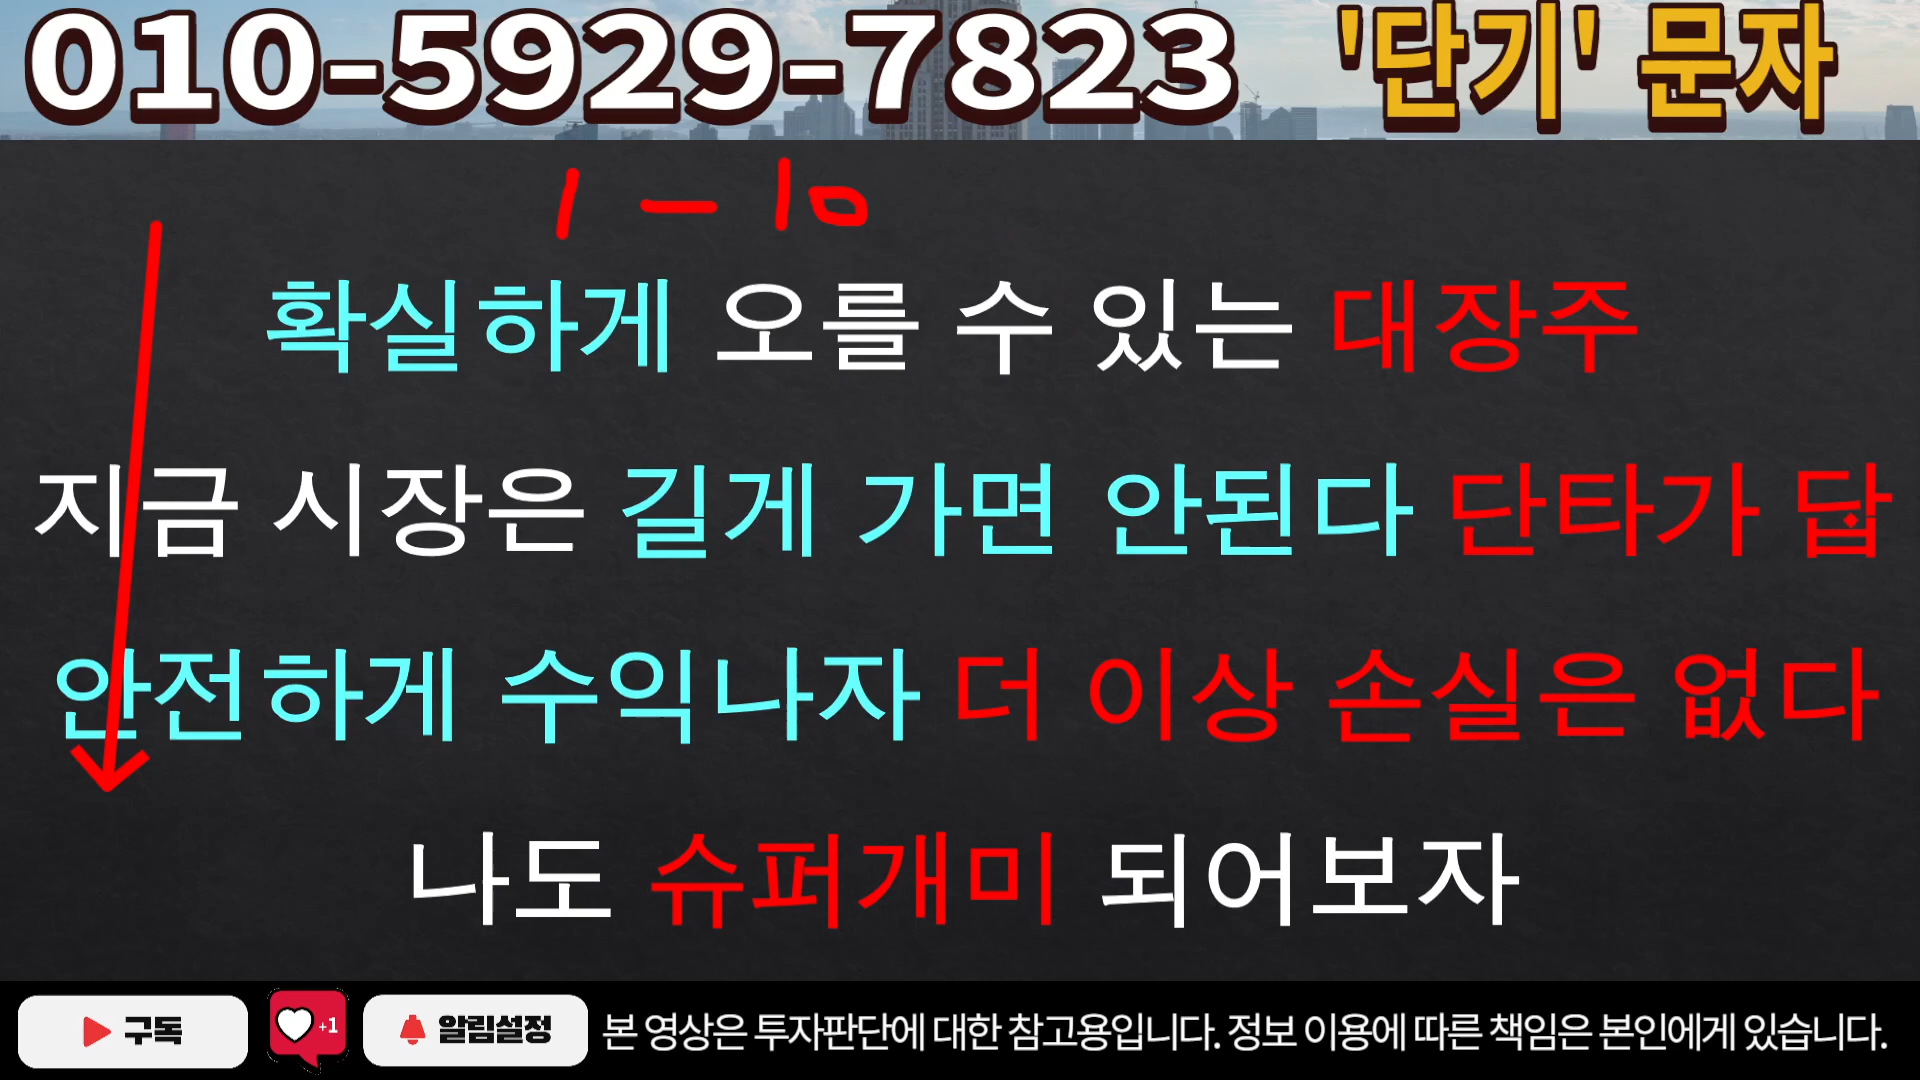 010-5929-7823 '단기' 문자
1 - 10
확실하게 오를 수 있는 대장주
지금 시장은 길게 가면 안된다 단타가 답
안전하게 수익나자 더 이상 손실은 없다
나도 슈퍼개미 되어보자
구독 +1 알림설정 본 영상은 투자판단에 대한 참고용입니다. 정보 이용에 따른 책임은 본인에게 있습니다.